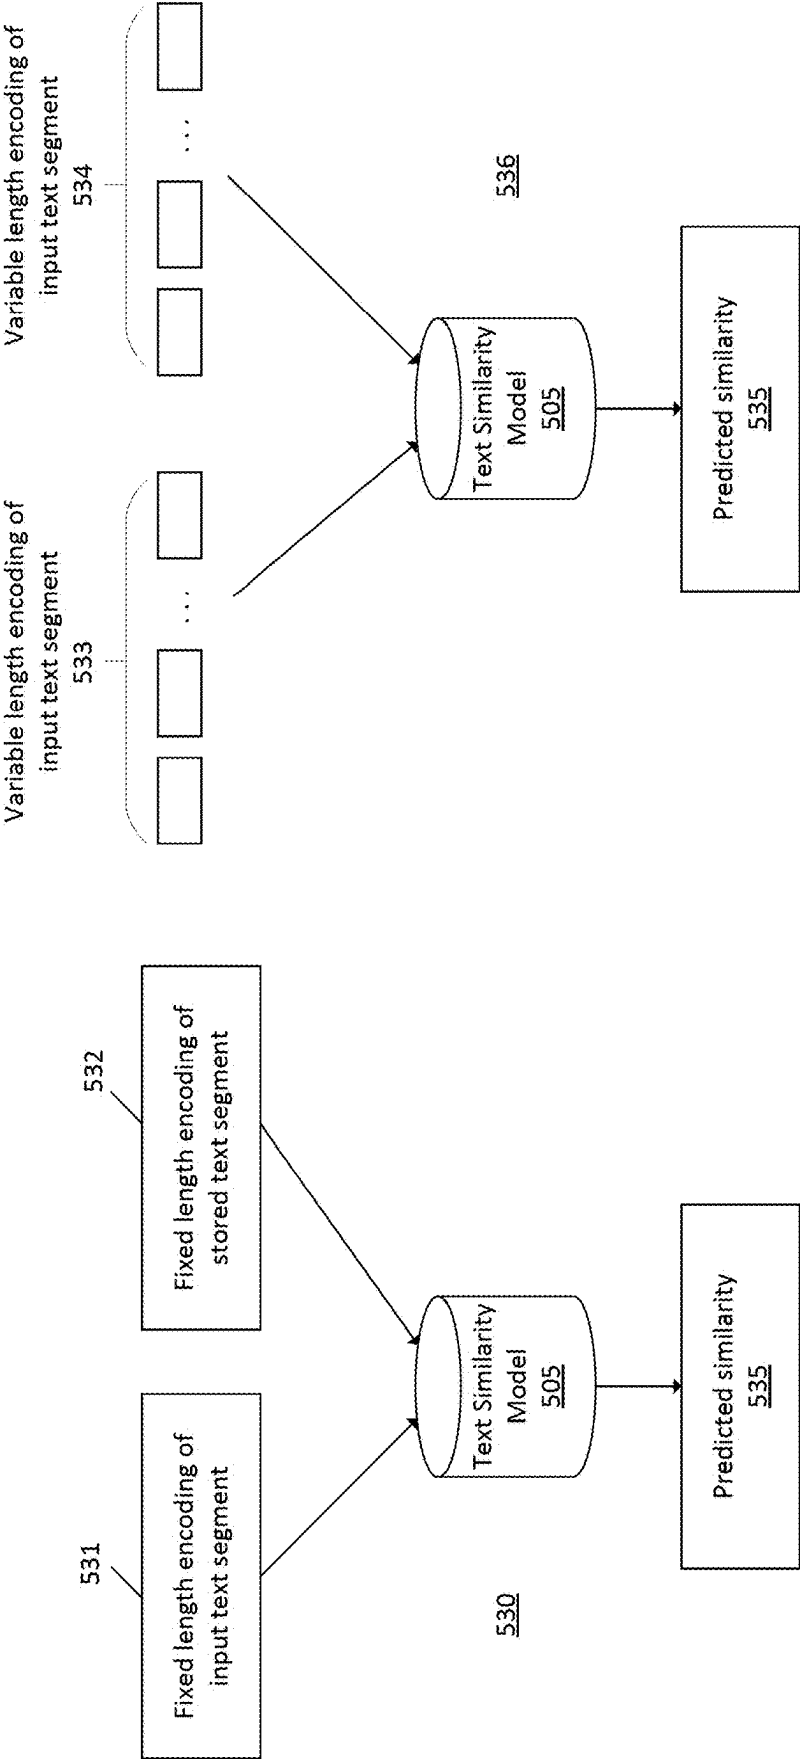 531
Fixed length encoding of
input text segment
532
Fixed length encoding of
stored text segment
530
Text Similarity
Model
505
Predicted similarity
535
Variable length encoding of
input text segment
533
...
Variable length encoding of
input text segment
534
...
536
Text Similarity
Model
505
Predicted similarity
535